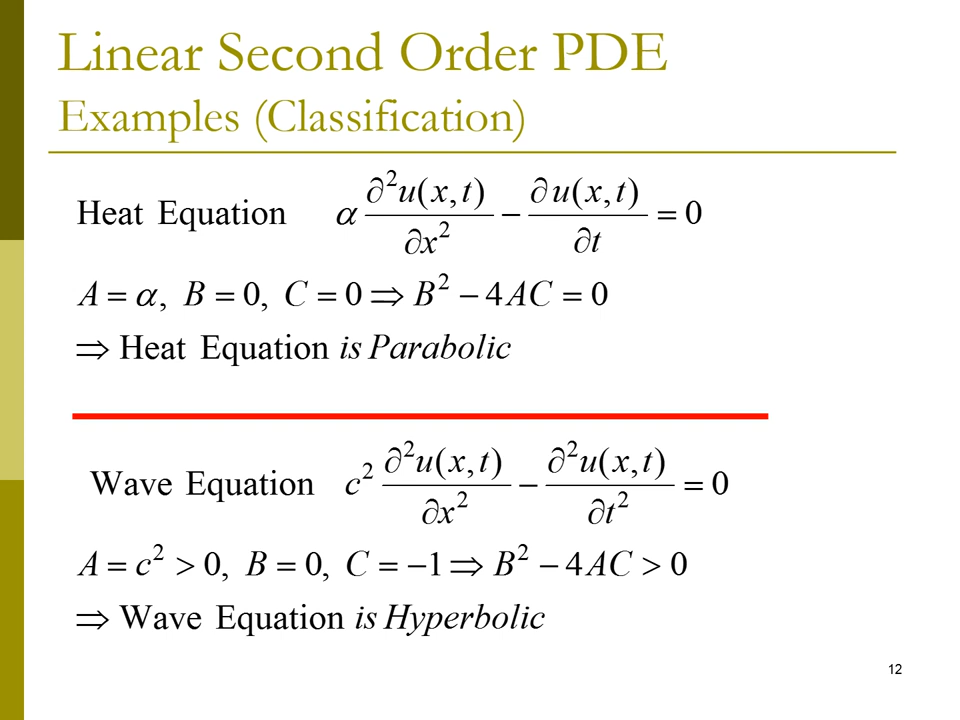 Linear Second Order PDE
Examples (Classification)
Heat Equation α ∂²u(x,t)/∂x² − ∂u(x,t)/∂t = 0
A = α, B = 0, C = 0 ⇒ B² − 4AC = 0
⇒ Heat Equation is Parabolic
Wave Equation c² ∂²u(x,t)/∂x² − ∂²u(x,t)/∂t² = 0
A = c² > 0, B = 0, C = −1 ⇒ B² − 4AC > 0
⇒ Wave Equation is Hyperbolic
12